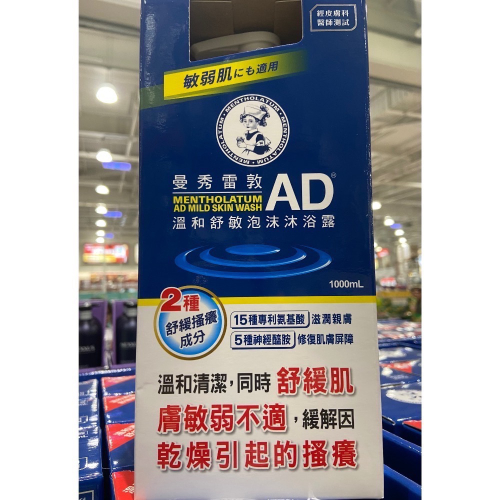 經皮膚科
醫師測試
敏弱肌にも適用
MENTHOLATUM · MENTHOLATUM · MENTHOLATUM
曼秀雷敦 AD®
MENTHOLATUM
AD MILD SKIN WASH
溫和舒敏泡沫沐浴露
1000mL
2種
舒緩搔癢
成分
15種專利氨基酸 滋潤親膚
5種神經醯胺 修復肌膚屏障
溫和清潔,同時 舒緩肌
膚敏弱不適,緩解因
乾燥引起的搔癢